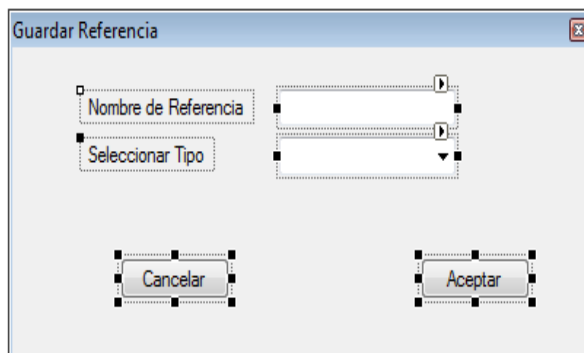 Guardar Referencia
Nombre de Referencia
Seleccionar Tipo
Cancelar
Aceptar